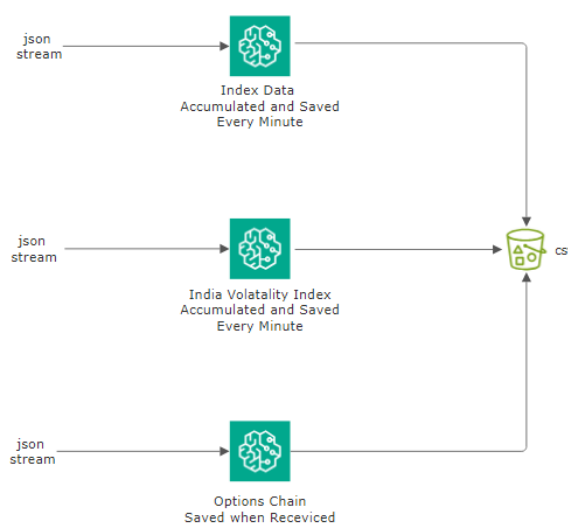 json
stream
Index Data
Accumulated and Saved
Every Minute
json
stream
cs
India Volatality Index
Accumulated and Saved
Every Minute
json
stream
Options Chain
Saved when Receviced